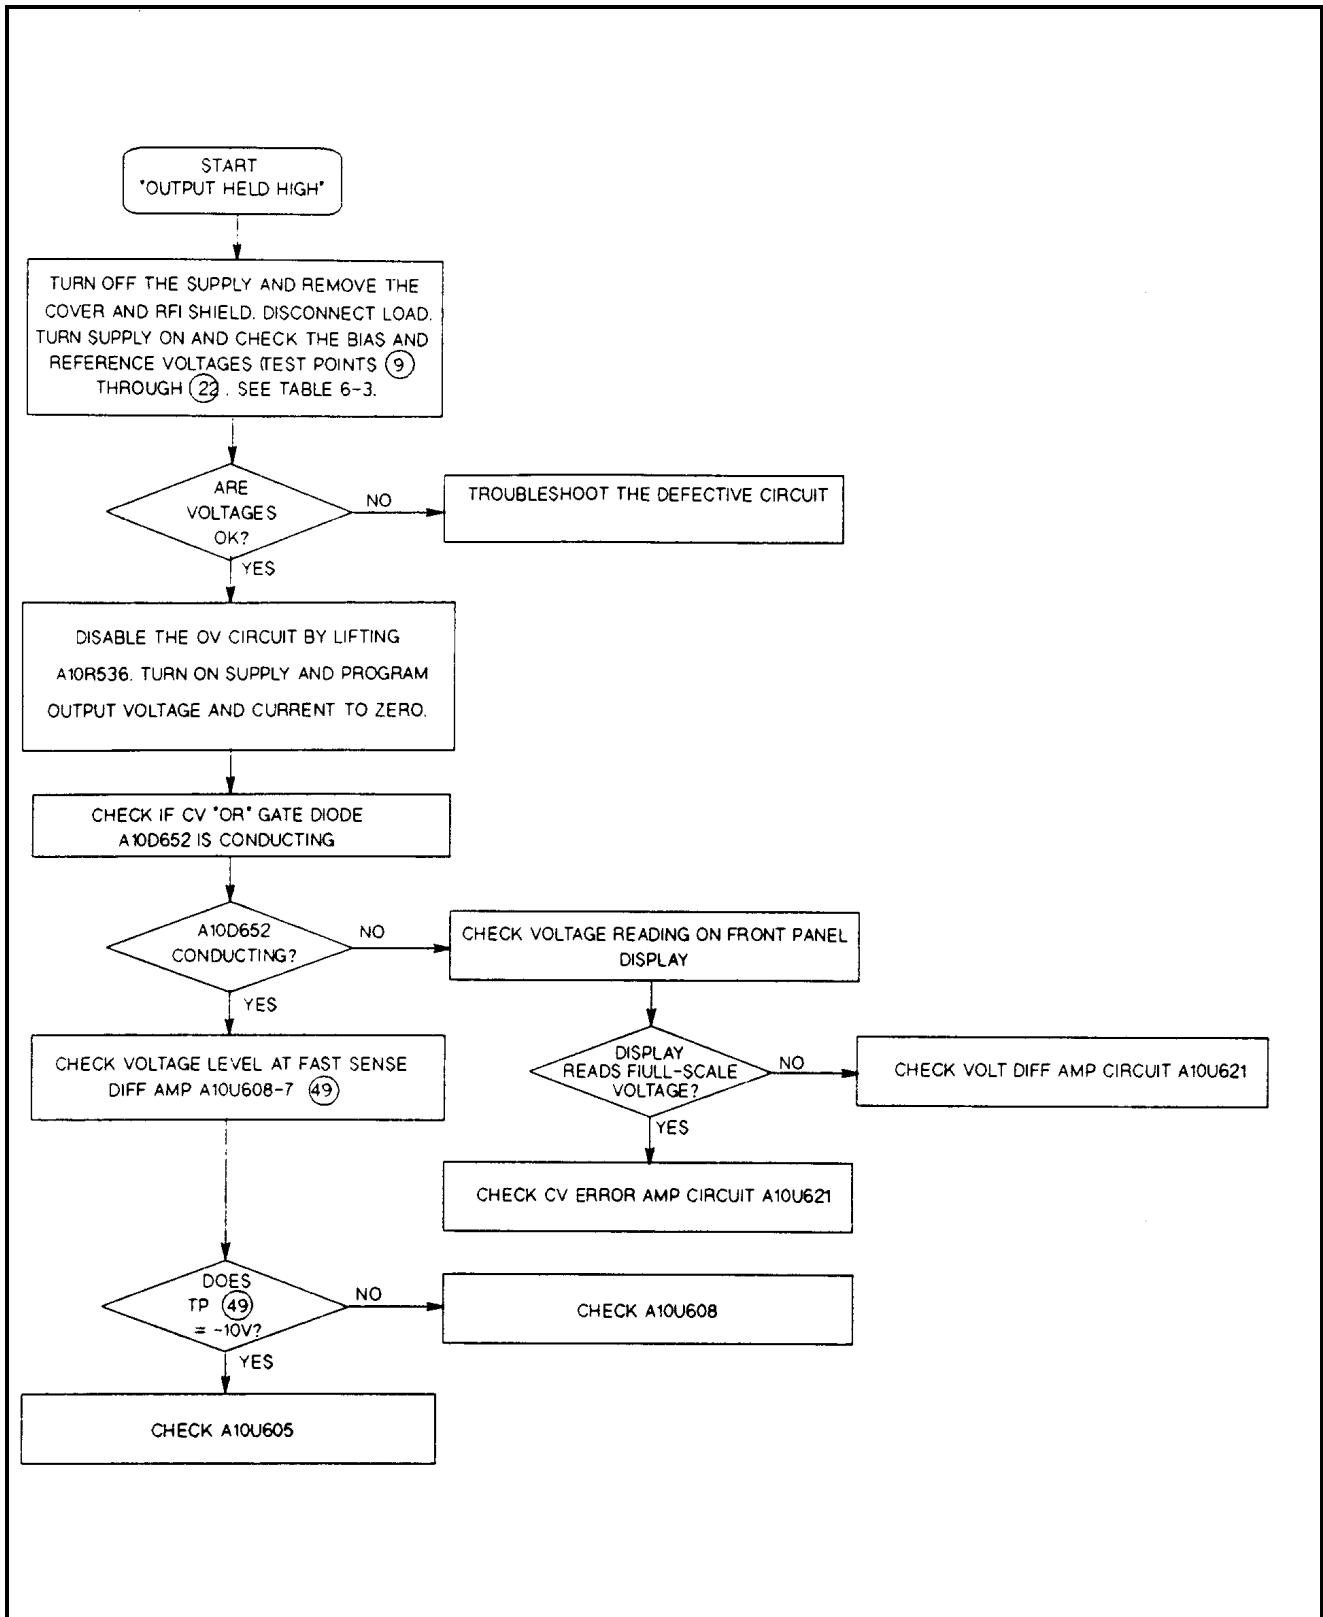 START
"OUTPUT HELD HIGH"
TURN OFF THE SUPPLY AND REMOVE THE
COVER AND RFI SHIELD. DISCONNECT LOAD.
TURN SUPPLY ON AND CHECK THE BIAS AND
REFERENCE VOLTAGES (TEST POINTS 9
THROUGH 22 . SEE TABLE 6-3.
ARE
VOLTAGES
OK?
NO
TROUBLESHOOT THE DEFECTIVE CIRCUIT
YES
DISABLE THE OV CIRCUIT BY LIFTING
A10R536. TURN ON SUPPLY AND PROGRAM
OUTPUT VOLTAGE AND CURRENT TO ZERO.
CHECK IF CV "OR" GATE DIODE
A10D652 IS CONDUCTING
A10D652
CONDUCTING?
NO
CHECK VOLTAGE READING ON FRONT PANEL
DISPLAY
YES
CHECK VOLTAGE LEVEL AT FAST SENSE
DIFF AMP A10U608-7 49
DISPLAY
READS FIULL-SCALE
VOLTAGE?
NO
CHECK VOLT DIFF AMP CIRCUIT A10U621
YES
CHECK CV ERROR AMP CIRCUIT A10U621
DOES
TP 49
= -10V?
NO
CHECK A10U608
YES
CHECK A10U605